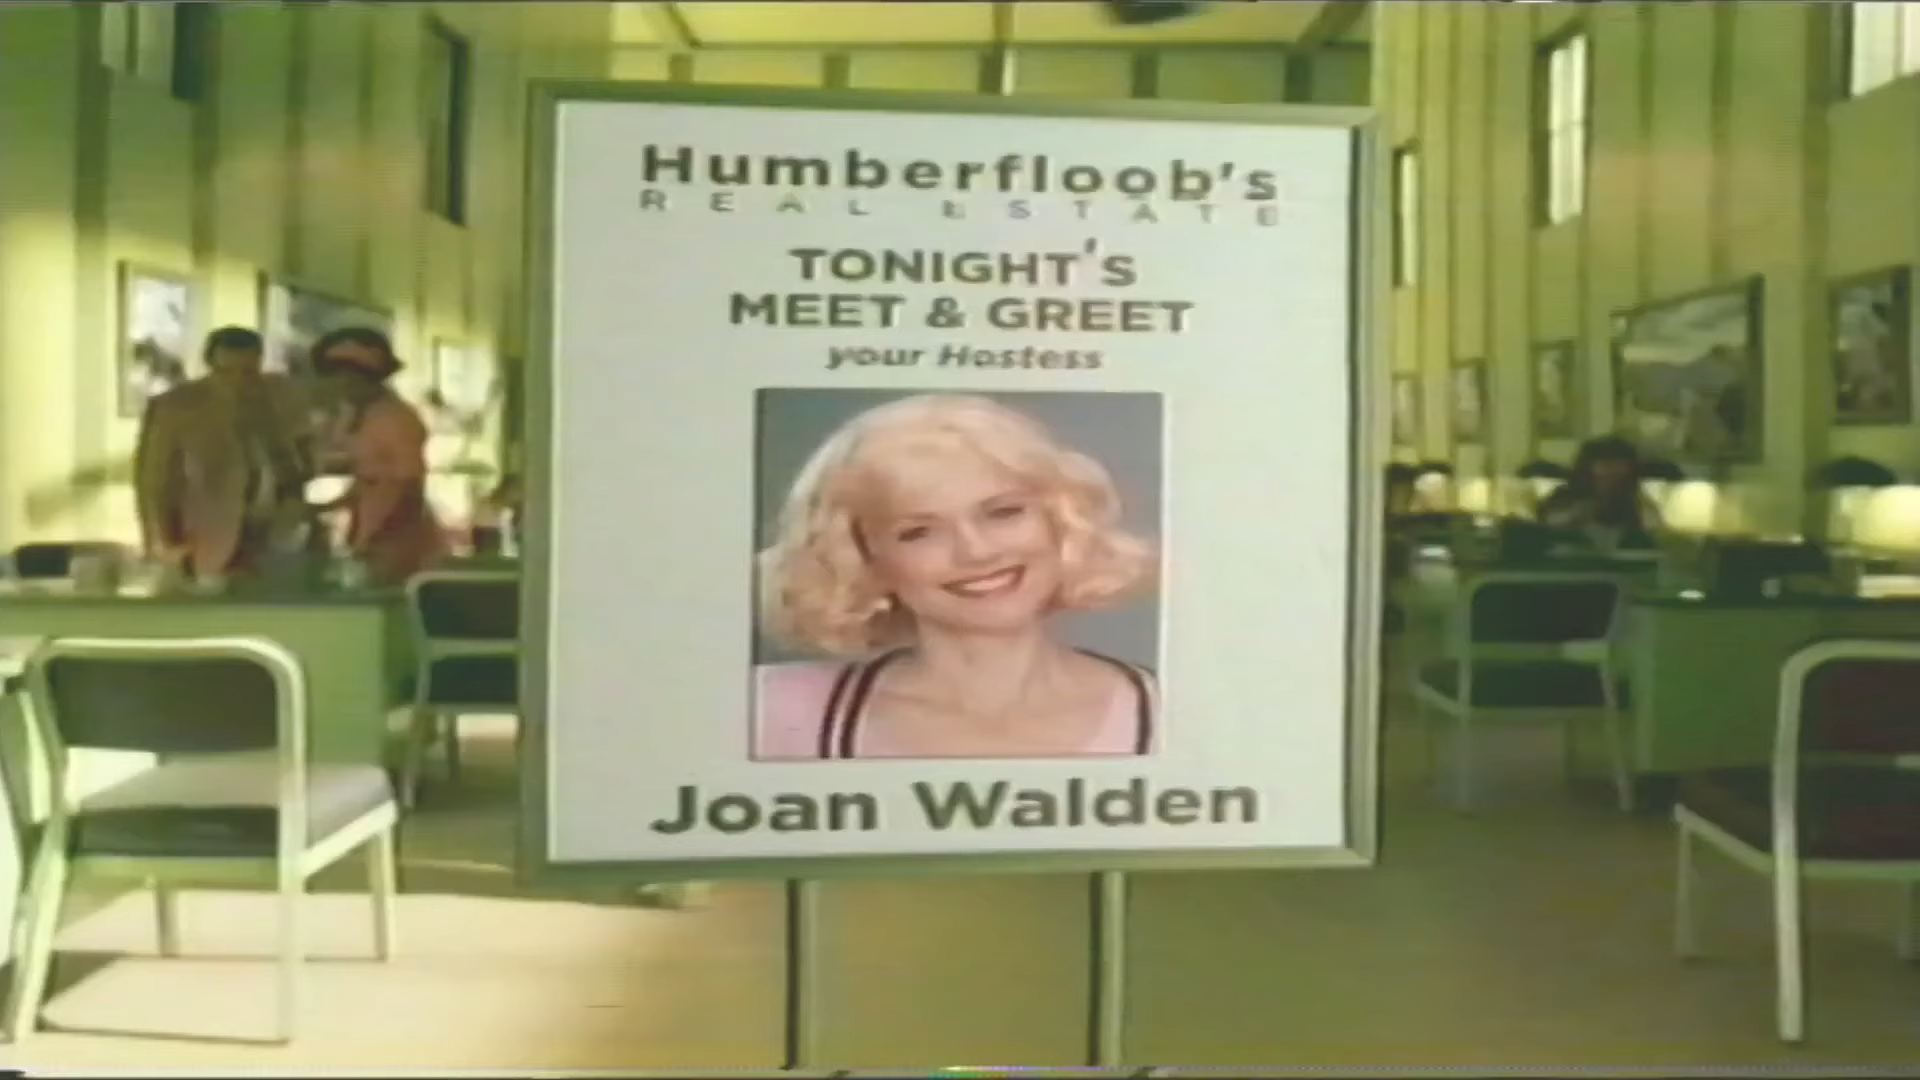 Humberfloob's
REAL ESTATE
TONIGHT'S
MEET & GREET
your Hostess
Joan Walden